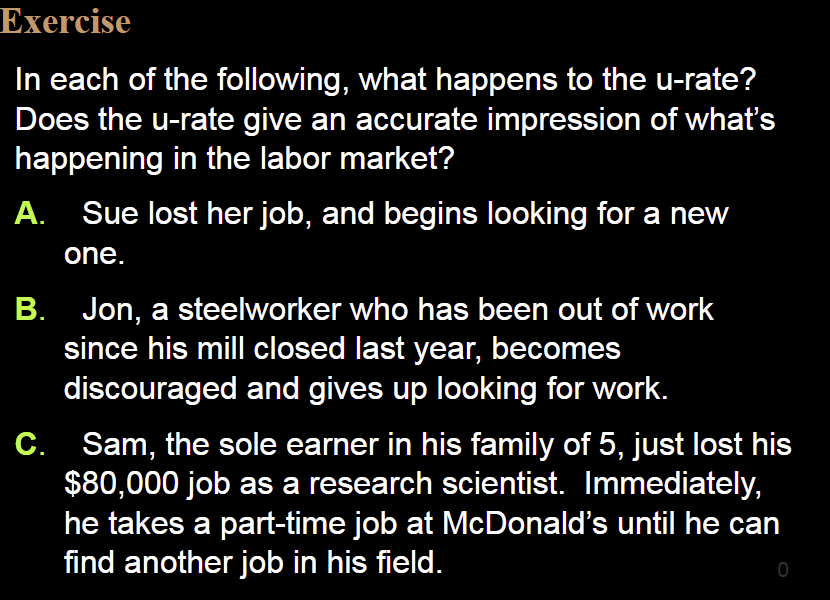 Exercise
In each of the following, what happens to the u-rate?
Does the u-rate give an accurate impression of what’s
happening in the labor market?
A. Sue lost her job, and begins looking for a new
one.
B. Jon, a steelworker who has been out of work
since his mill closed last year, becomes
discouraged and gives up looking for work.
C. Sam, the sole earner in his family of 5, just lost his
$80,000 job as a research scientist. Immediately,
he takes a part-time job at McDonald’s until he can
find another job in his field.
0